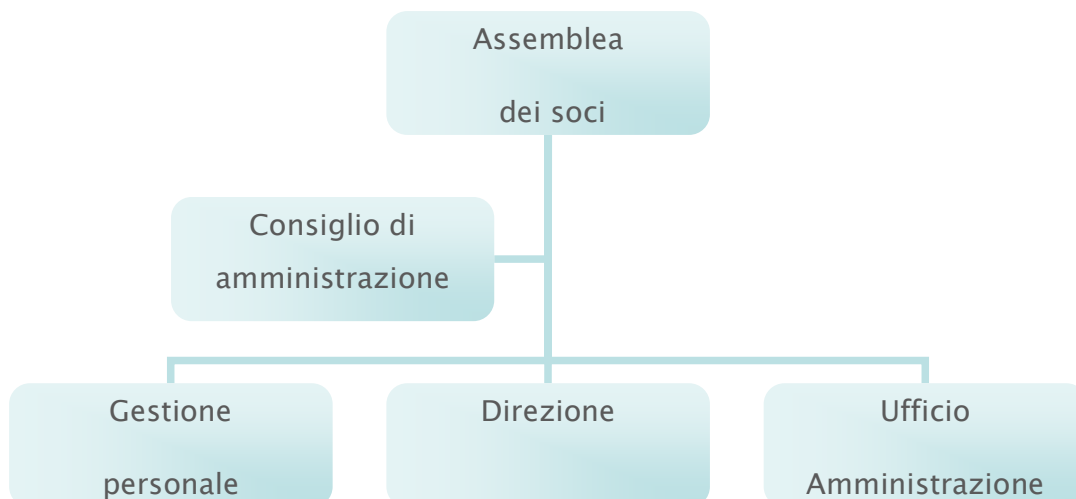 Assemblea
dei soci
Consiglio di
amministrazione
Gestione
personale
Direzione
Ufficio
Amministrazione